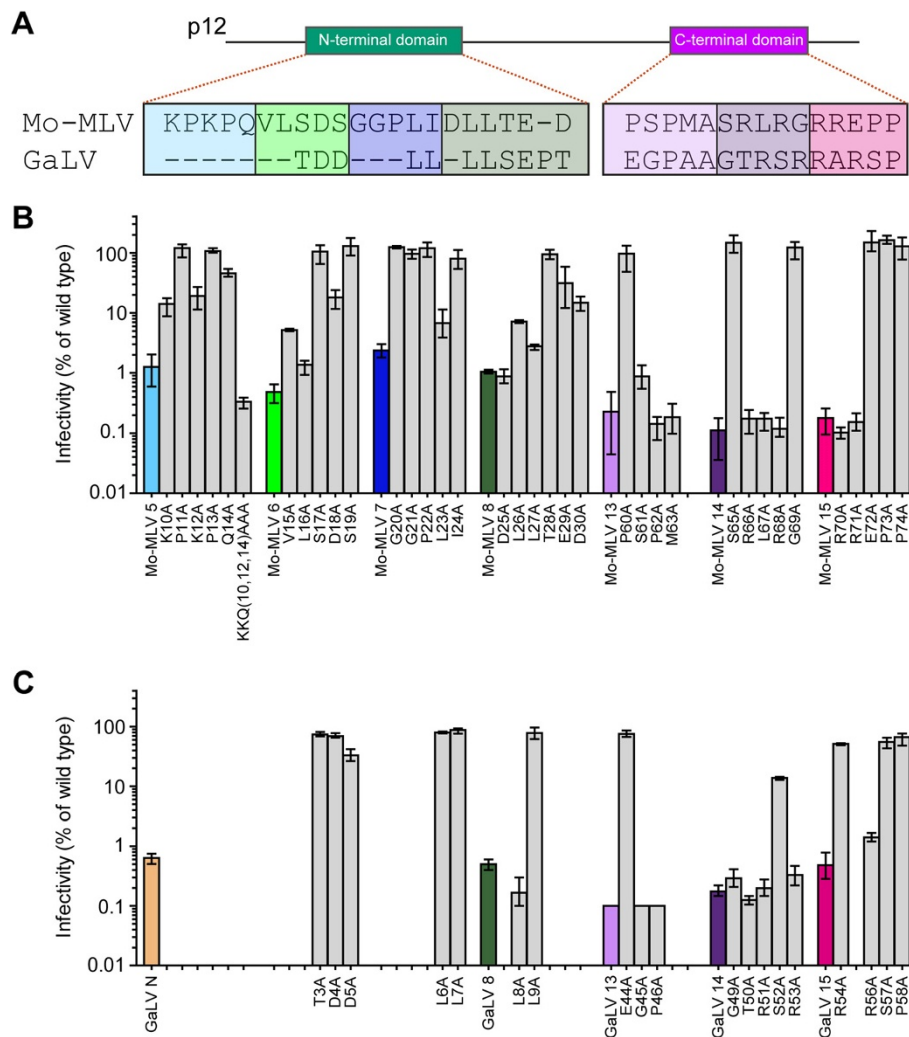 A
p12
N-terminal domain
C-terminal domain
Mo-MLV KPKPQVLSDSGGPLIDLLTE-D PSPMASRLRGRREPP
GaLV -------TDD---LL-LLSEPT EGPAAGTRSRRARSP
B
Infectivity (% of wild type)
100
10
1
0.1
0.01
Mo-MLV 5
K10A
P11A
K12A
P13A
Q14A
KKQ(10,12,14)AAA
Mo-MLV 6
V15A
L16A
S17A
D18A
S19A
Mo-MLV 7
G20A
G21A
P22A
L23A
I24A
Mo-MLV 8
D25A
L26A
L27A
T28A
E29A
D30A
Mo-MLV 13
P60A
S61A
P62A
M63A
Mo-MLV 14
S65A
R66A
L67A
R68A
G69A
Mo-MLV 15
R70A
R71A
E72A
P73A
P74A
C
Infectivity (% of wild type)
100
10
1
0.1
0.01
GaLV N
T3A
D4A
D5A
L6A
L7A
GaLV 8
L8A
L9A
GaLV 13
E44A
G45A
P46A
GaLV 14
G49A
T50A
R51A
S52A
R53A
GaLV 15
R54A
R56A
S57A
P58A